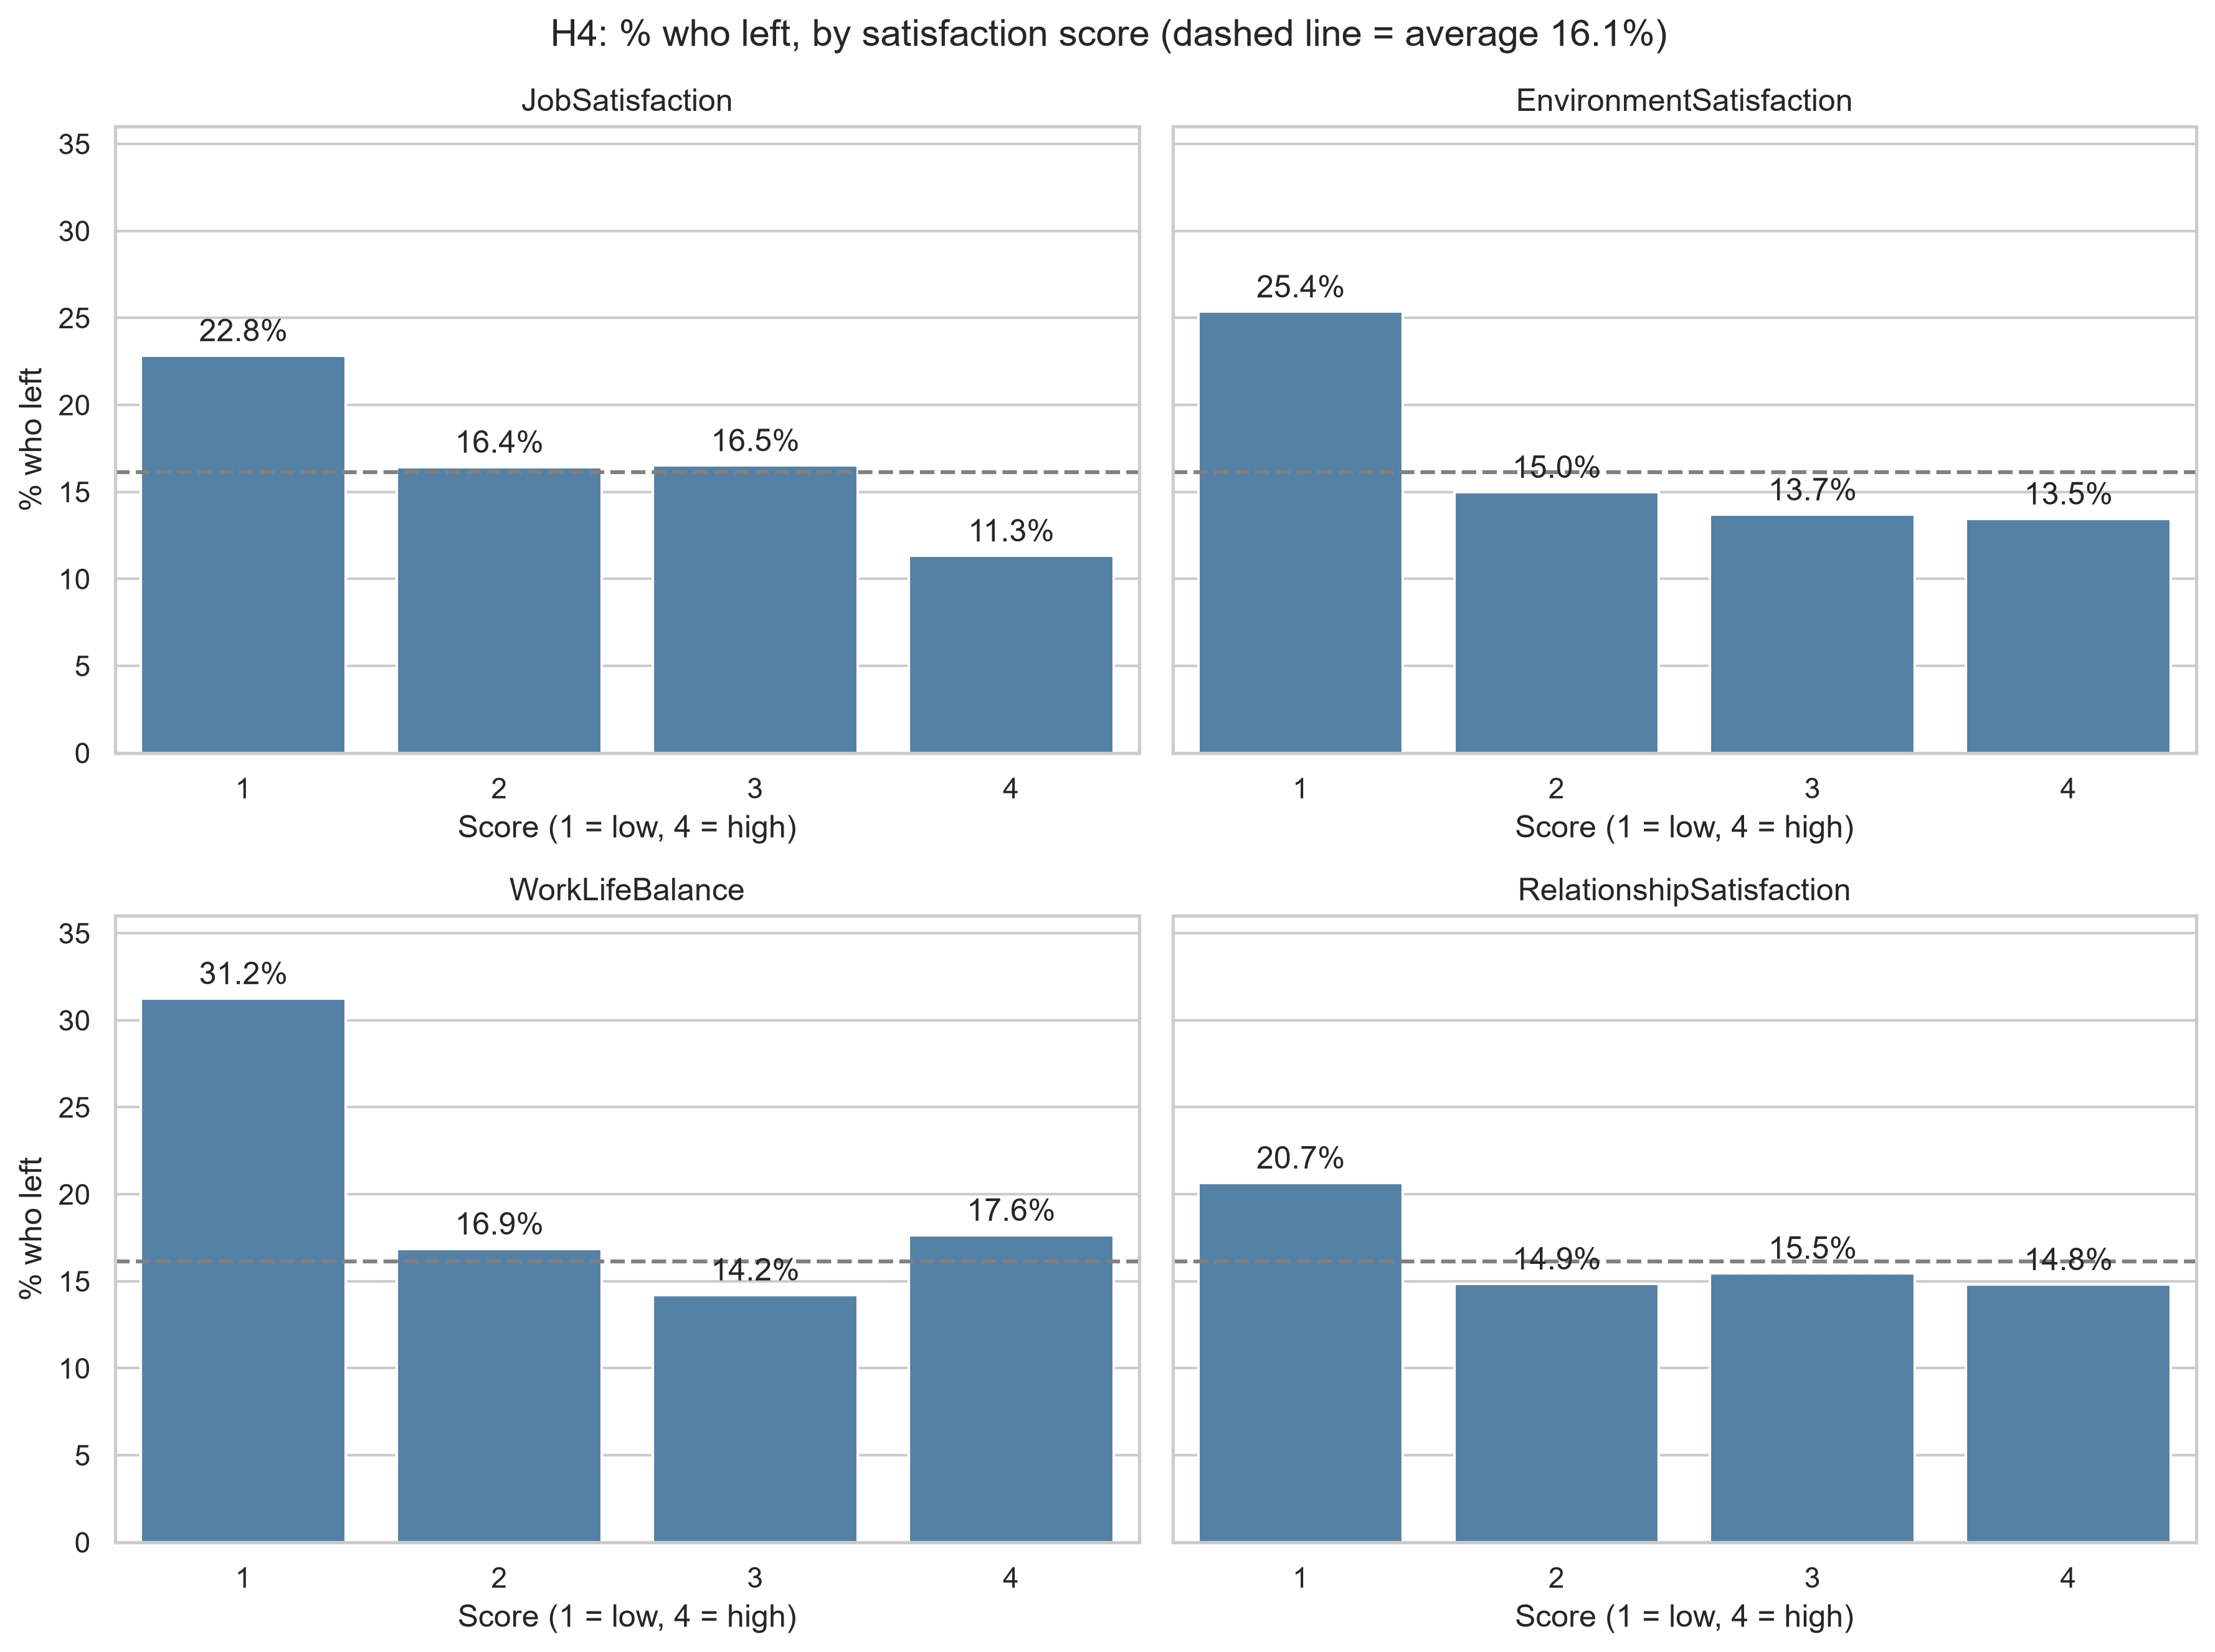 H4: % who left, by satisfaction score (dashed line = average 16.1%)
JobSatisfaction
% who left
35
30
25
20
15
10
5
0
22.8%
16.4%
16.5%
11.3%
1 2 3 4
Score (1 = low, 4 = high)
EnvironmentSatisfaction
25.4%
15.0%
13.7%
13.5%
1 2 3 4
Score (1 = low, 4 = high)
WorkLifeBalance
% who left
35
30
25
20
15
10
5
0
31.2%
16.9%
14.2%
17.6%
1 2 3 4
Score (1 = low, 4 = high)
RelationshipSatisfaction
20.7%
14.9%
15.5%
14.8%
1 2 3 4
Score (1 = low, 4 = high)